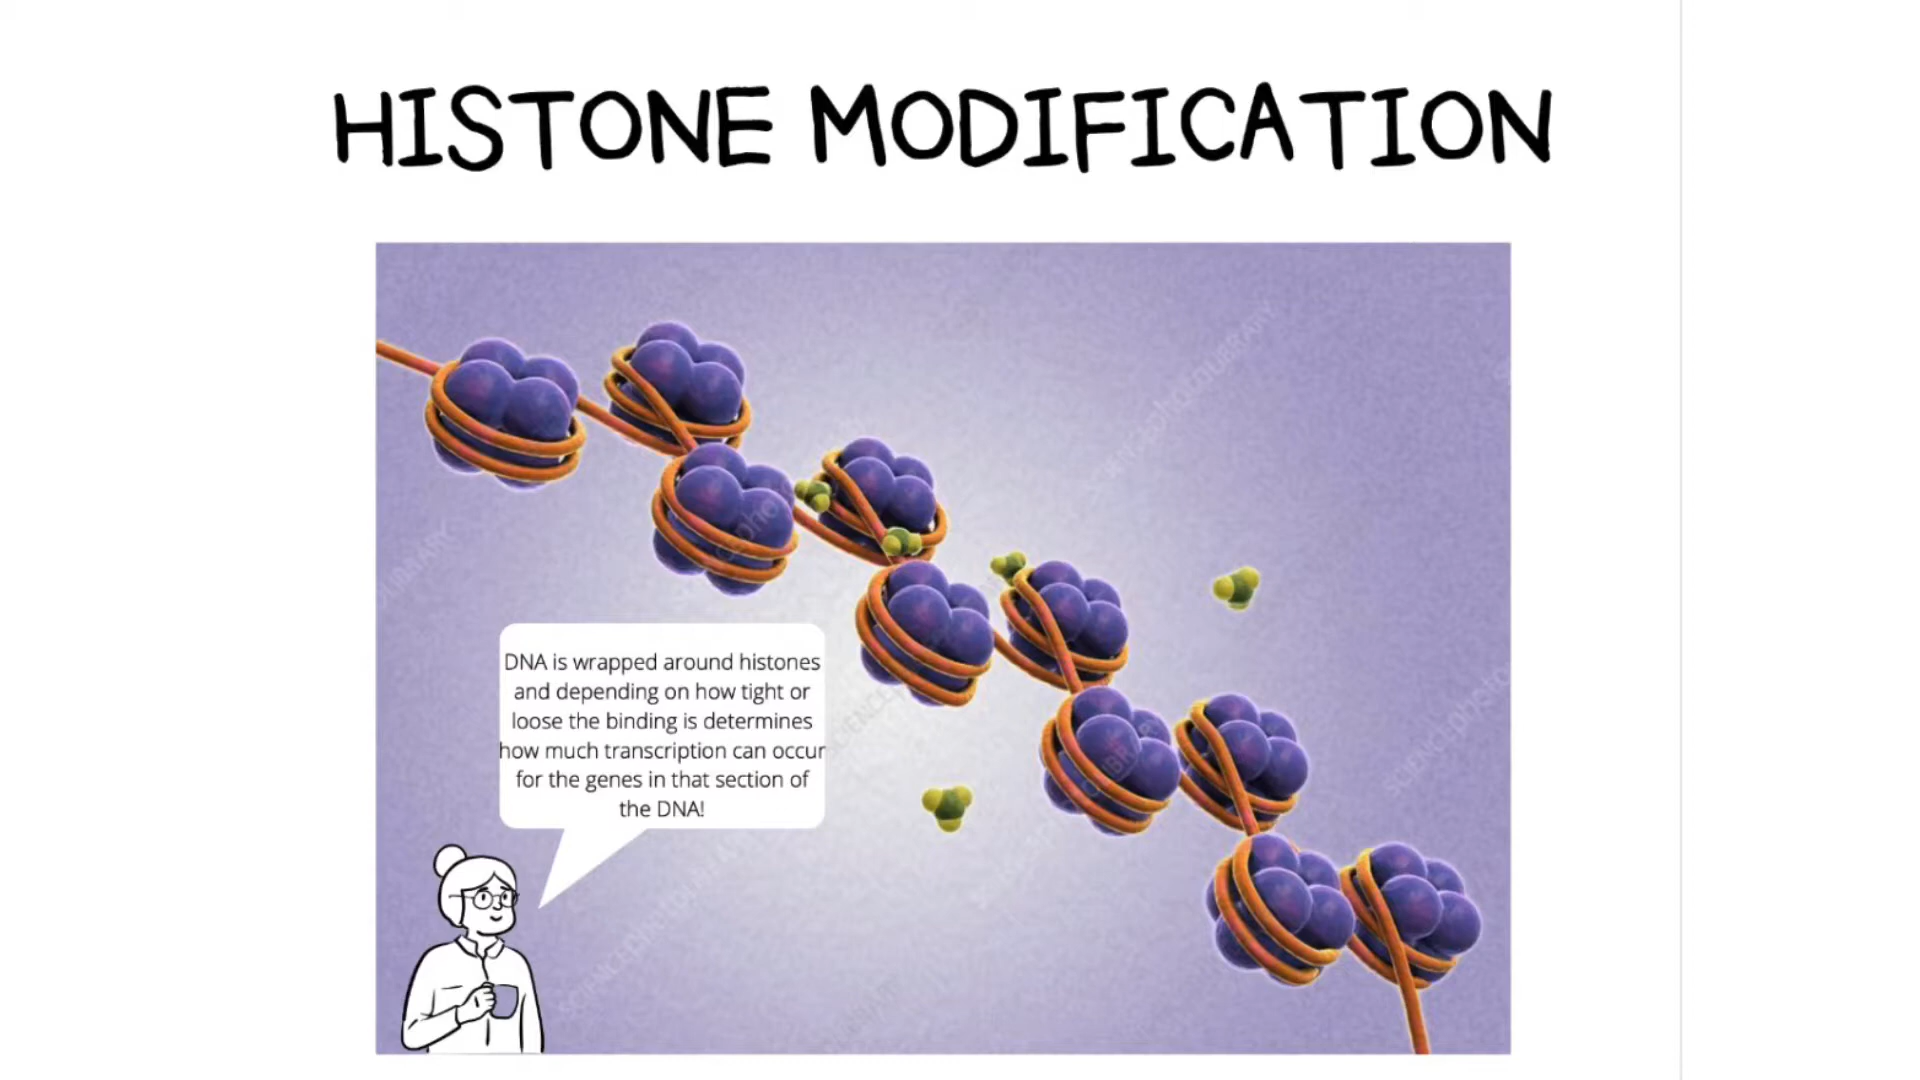 HISTONE MODIFICATION
DNA is wrapped around histones
and depending on how tight or
loose the binding is determines
how much transcription can occur
for the genes in that section of
the DNA!